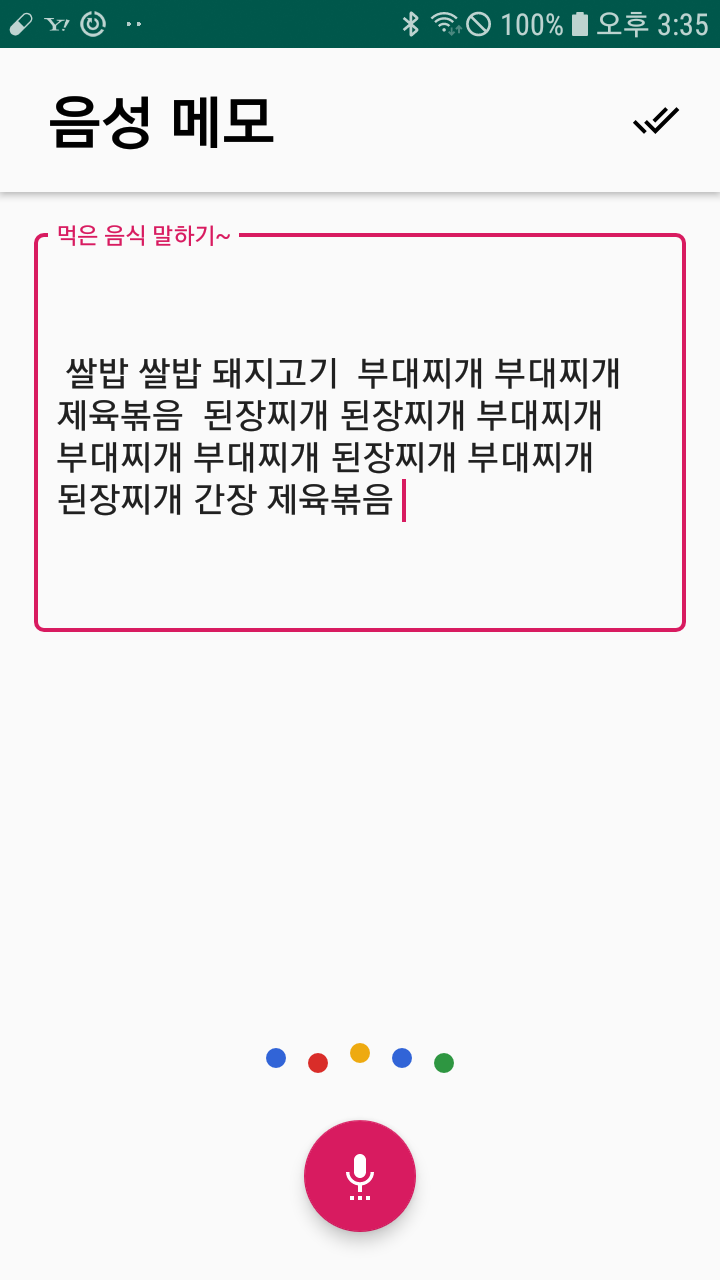 Y! 100% 오후 3:35
음성 메모
먹은 음식 말하기~
쌀밥 쌀밥 돼지고기 부대찌개 부대찌개
제육볶음 된장찌개 된장찌개 부대찌개
부대찌개 부대찌개 된장찌개 부대찌개
된장찌개 간장 제육볶음